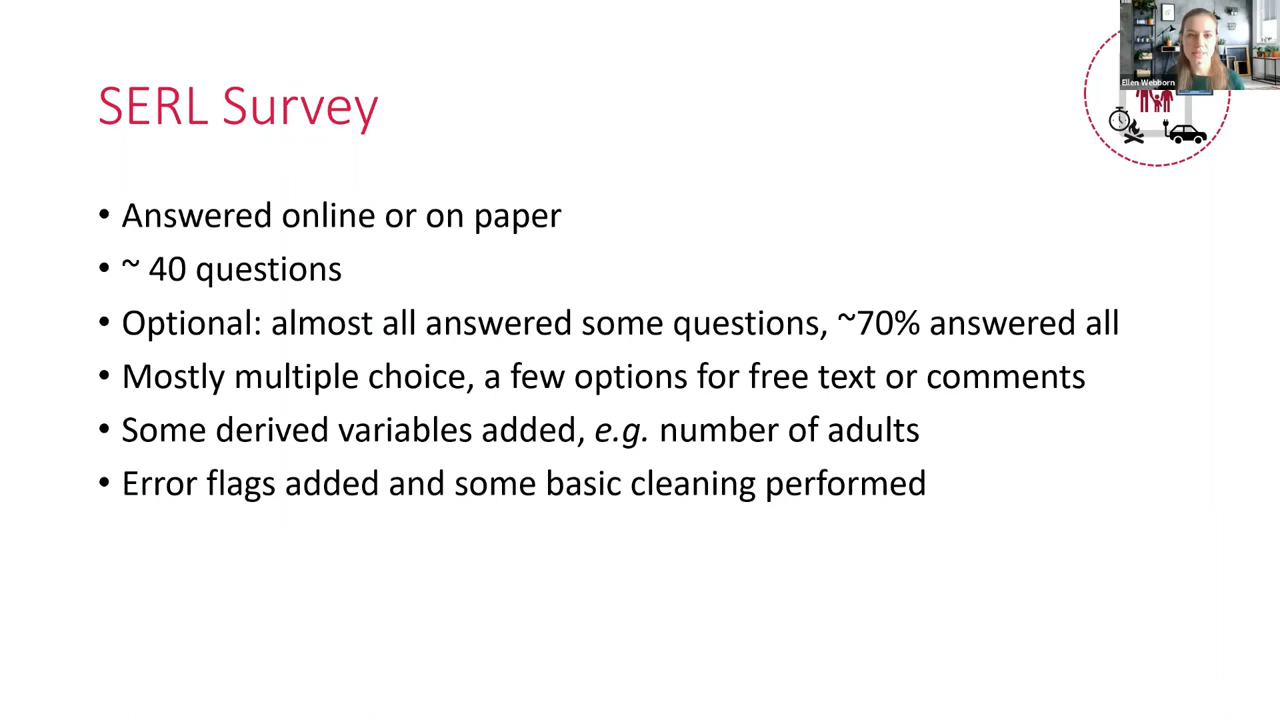 SERL Survey
Ellen Webborn
• Answered online or on paper
• ~ 40 questions
• Optional: almost all answered some questions, ~70% answered all
• Mostly multiple choice, a few options for free text or comments
• Some derived variables added, e.g. number of adults
• Error flags added and some basic cleaning performed